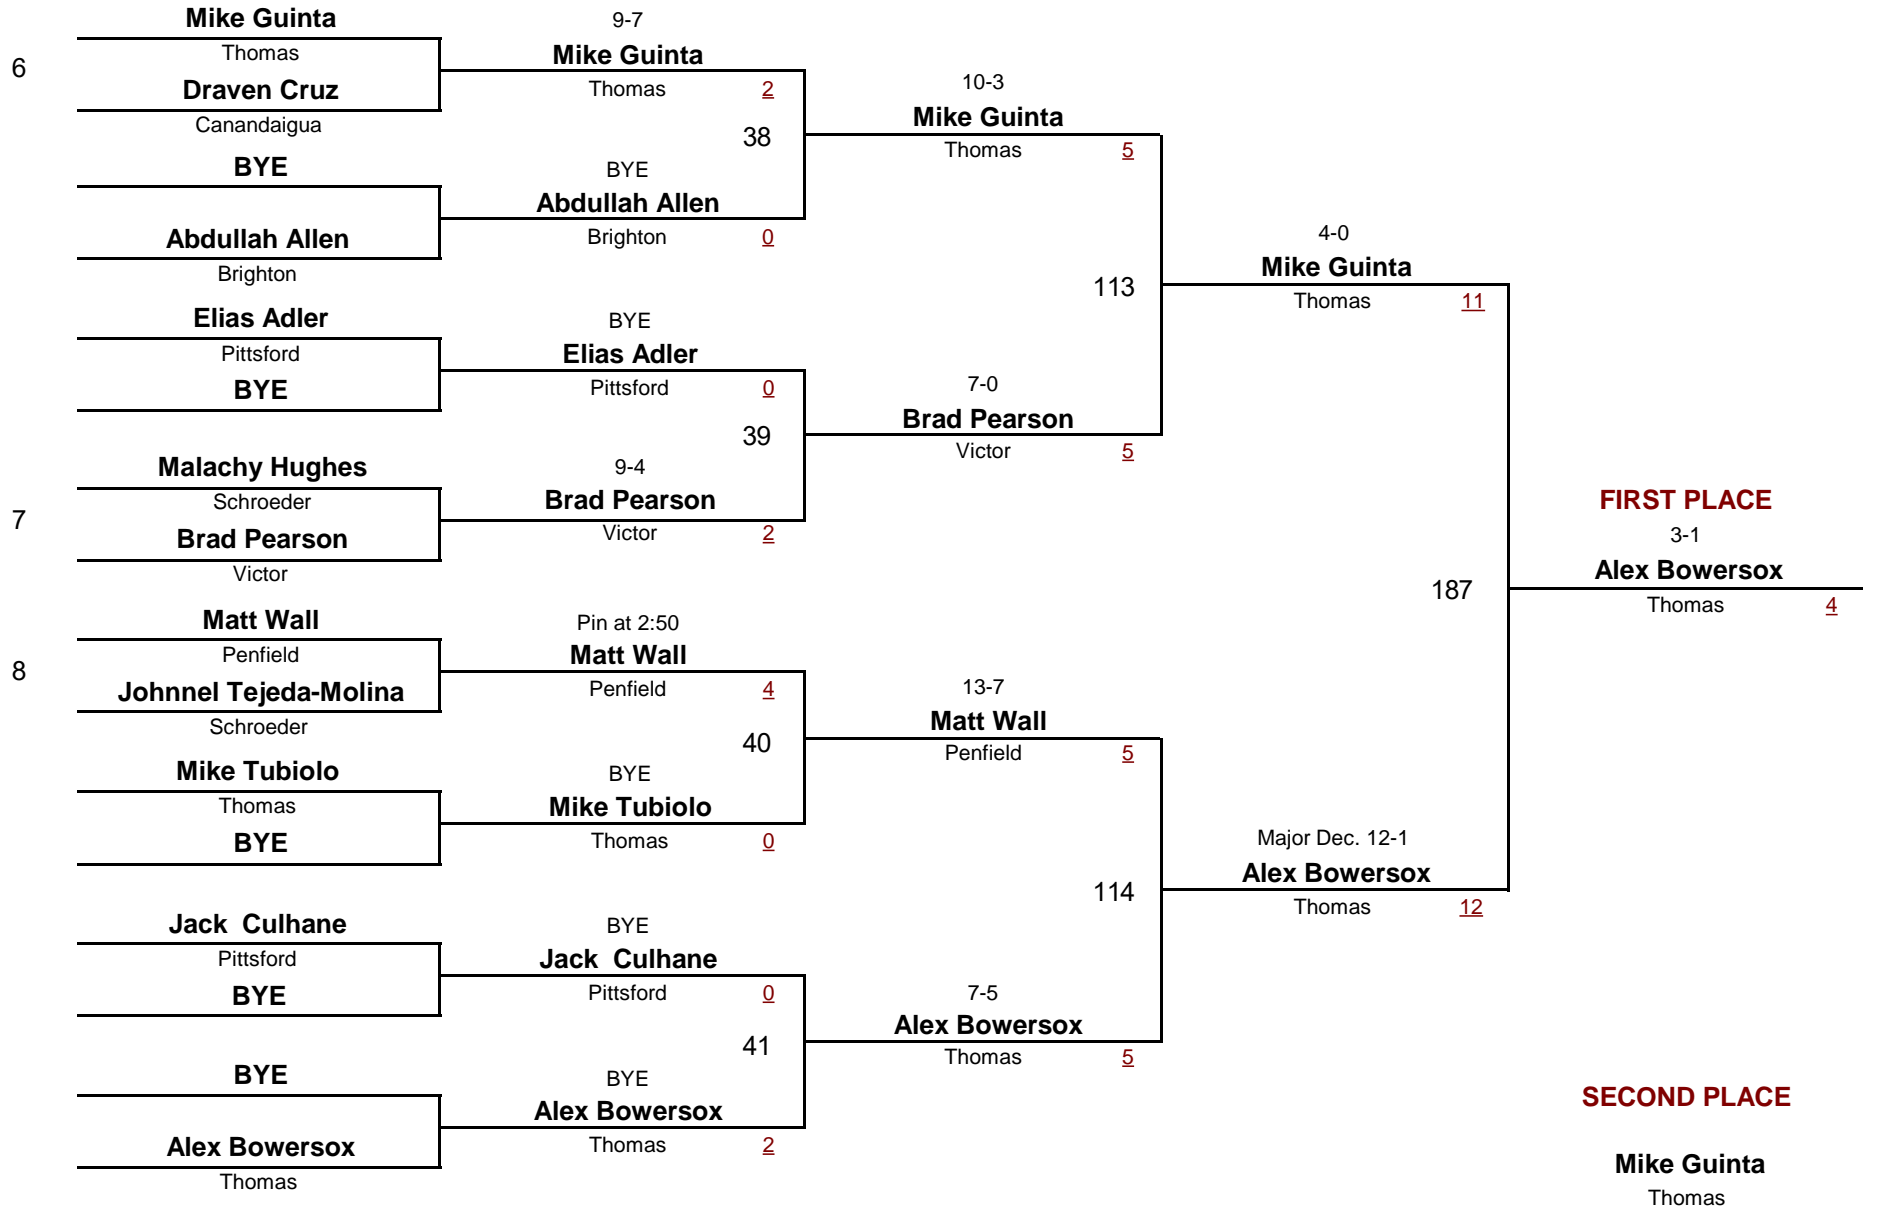 Mike Guinta
Thomas
6
Draven Cruz
Canandaigua
BYE
Abdullah Allen
Brighton
Elias Adler
Pittsford
BYE
Malachy Hughes
Schroeder
7
Brad Pearson
Victor
Matt Wall
Penfield
8
Johnnel Tejeda-Molina
Schroeder
Mike Tubiolo
Thomas
BYE
Jack  Culhane
Pittsford
BYE
BYE
Alex Bowersox
Thomas
9-7
Mike Guinta
Thomas 2
38
BYE
Abdullah Allen
Brighton 0
BYE
Elias Adler
Pittsford 0
39
9-4
Brad Pearson
Victor 2
Pin at 2:50
Matt Wall
Penfield 4
40
BYE
Mike Tubiolo
Thomas 0
BYE
Jack  Culhane
Pittsford 0
41
BYE
Alex Bowersox
Thomas 2
10-3
Mike Guinta
Thomas 5
113
7-0
Brad Pearson
Victor 5
13-7
Matt Wall
Penfield 5
114
7-5
Alex Bowersox
Thomas 5
4-0
Mike Guinta
Thomas 11
187
Major Dec. 12-1
Alex Bowersox
Thomas 12
FIRST PLACE
3-1
Alex Bowersox
Thomas 4
SECOND PLACE
Mike Guinta
Thomas